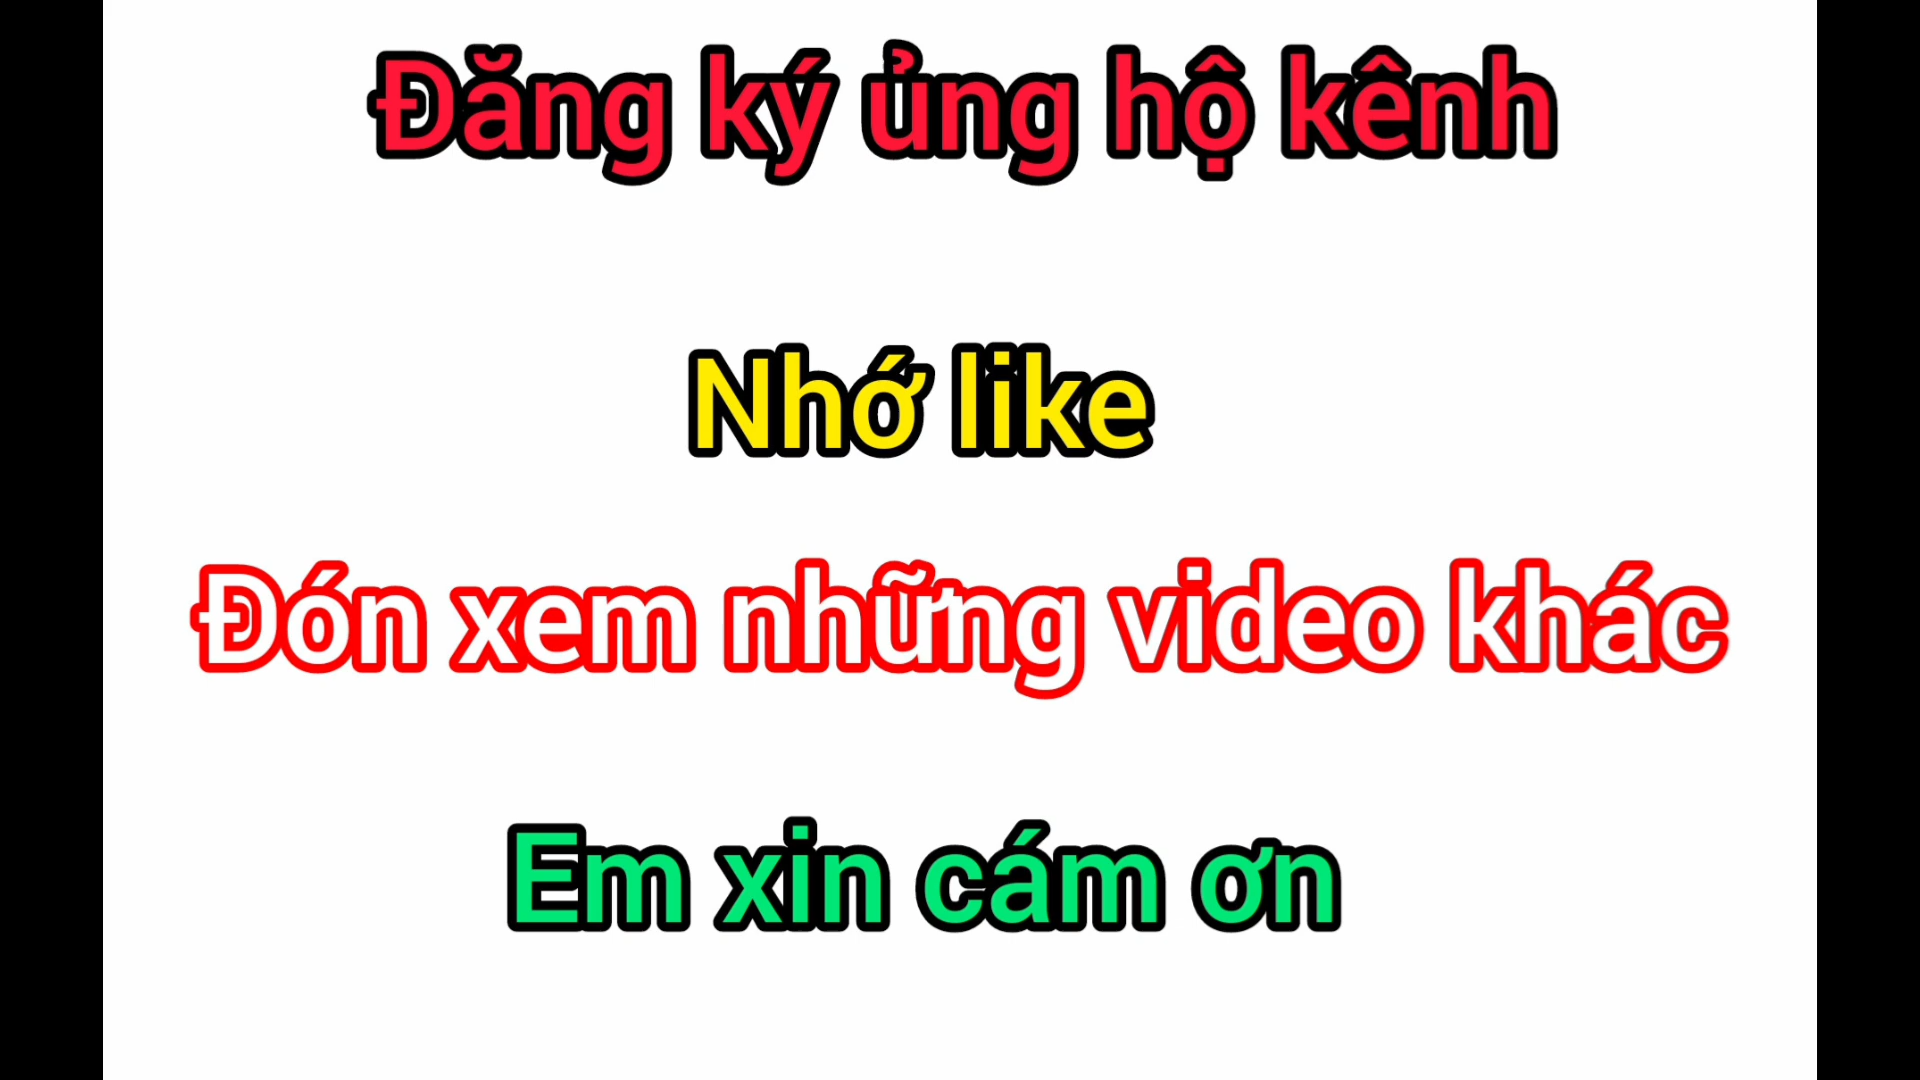 Đăng ký ủng hộ kênh
Nhớ like
Đón xem những video khác
Em xin cám ơn